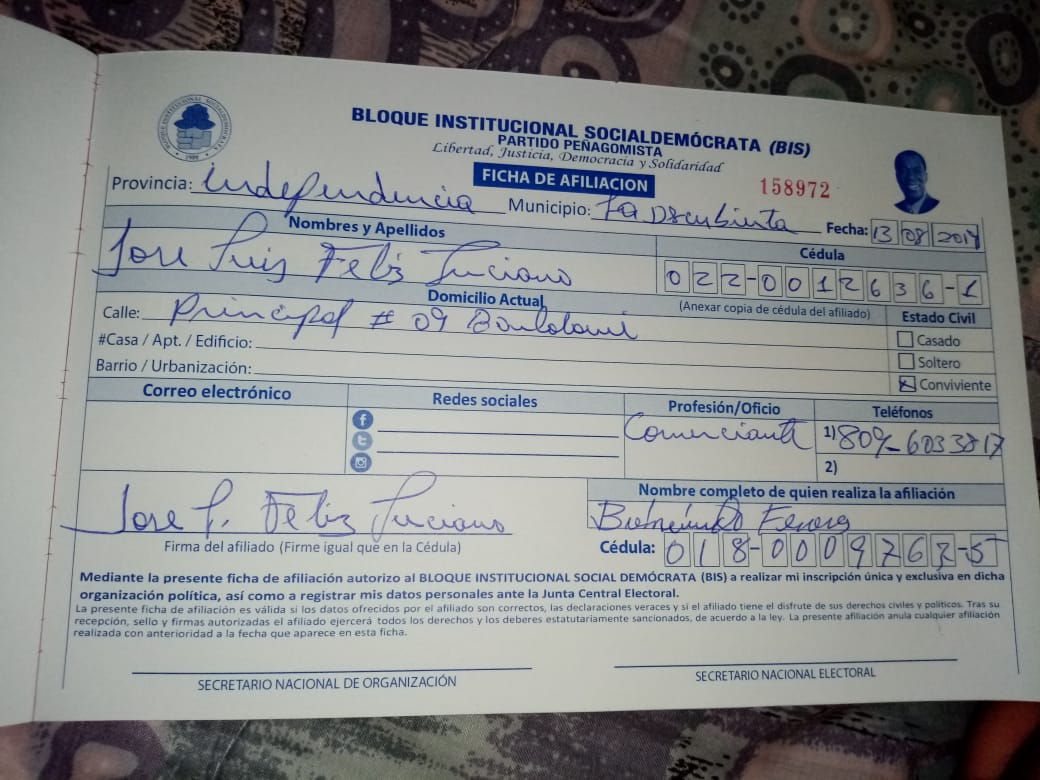 BLOQUE INSTITUCIONAL SOCIALDEMÓCRATA (BIS)
PARTIDO PEÑAGOMISTA
Libertad, Justicia, Democracia y Solidaridad
FICHA DE AFILIACION
158972
Provincia: Independencia Municipio: La Descubierta Fecha: 13 08 2017
Nombres y Apellidos
Cédula
Jose Luis Feliz Luciano
022-0012636-1
Domicilio Actual
(Anexar copia de cédula del afiliado)
Estado Civil
Calle: Principal # 09
Casado
#Casa / Apt. / Edificio:
Soltero
Barrio / Urbanización:
Conviviente
Correo electrónico
Redes sociales
Profesión/Oficio
Teléfonos
Comerciante
1) 809-6033817
2)
Nombre completo de quien realiza la afiliación
Jose L. Feliz Luciano
Firma del afiliado (Firme igual que en la Cédula)
Cédula: 018-0009763-5
Mediante la presente ficha de afiliación autorizo al BLOQUE INSTITUCIONAL SOCIAL DEMÓCRATA (BIS) a realizar mi inscripción única y exclusiva en dicha
organización política, así como a registrar mis datos personales ante la Junta Central Electoral.
La presente ficha de afiliación es válida si los datos ofrecidos por el afiliado son correctos, las declaraciones veraces y si el afiliado tiene el disfrute de sus derechos civiles y políticos. Tras su
recepción, sello y firmas autorizadas el afiliado ejercerá todos los derechos y los deberes estatutariamente sancionados, de acuerdo a la ley. La presente afiliación anula cualquier afiliación
realizada con anterioridad a la fecha que aparece en esta ficha.
SECRETARIO NACIONAL DE ORGANIZACIÓN
SECRETARIO NACIONAL ELECTORAL